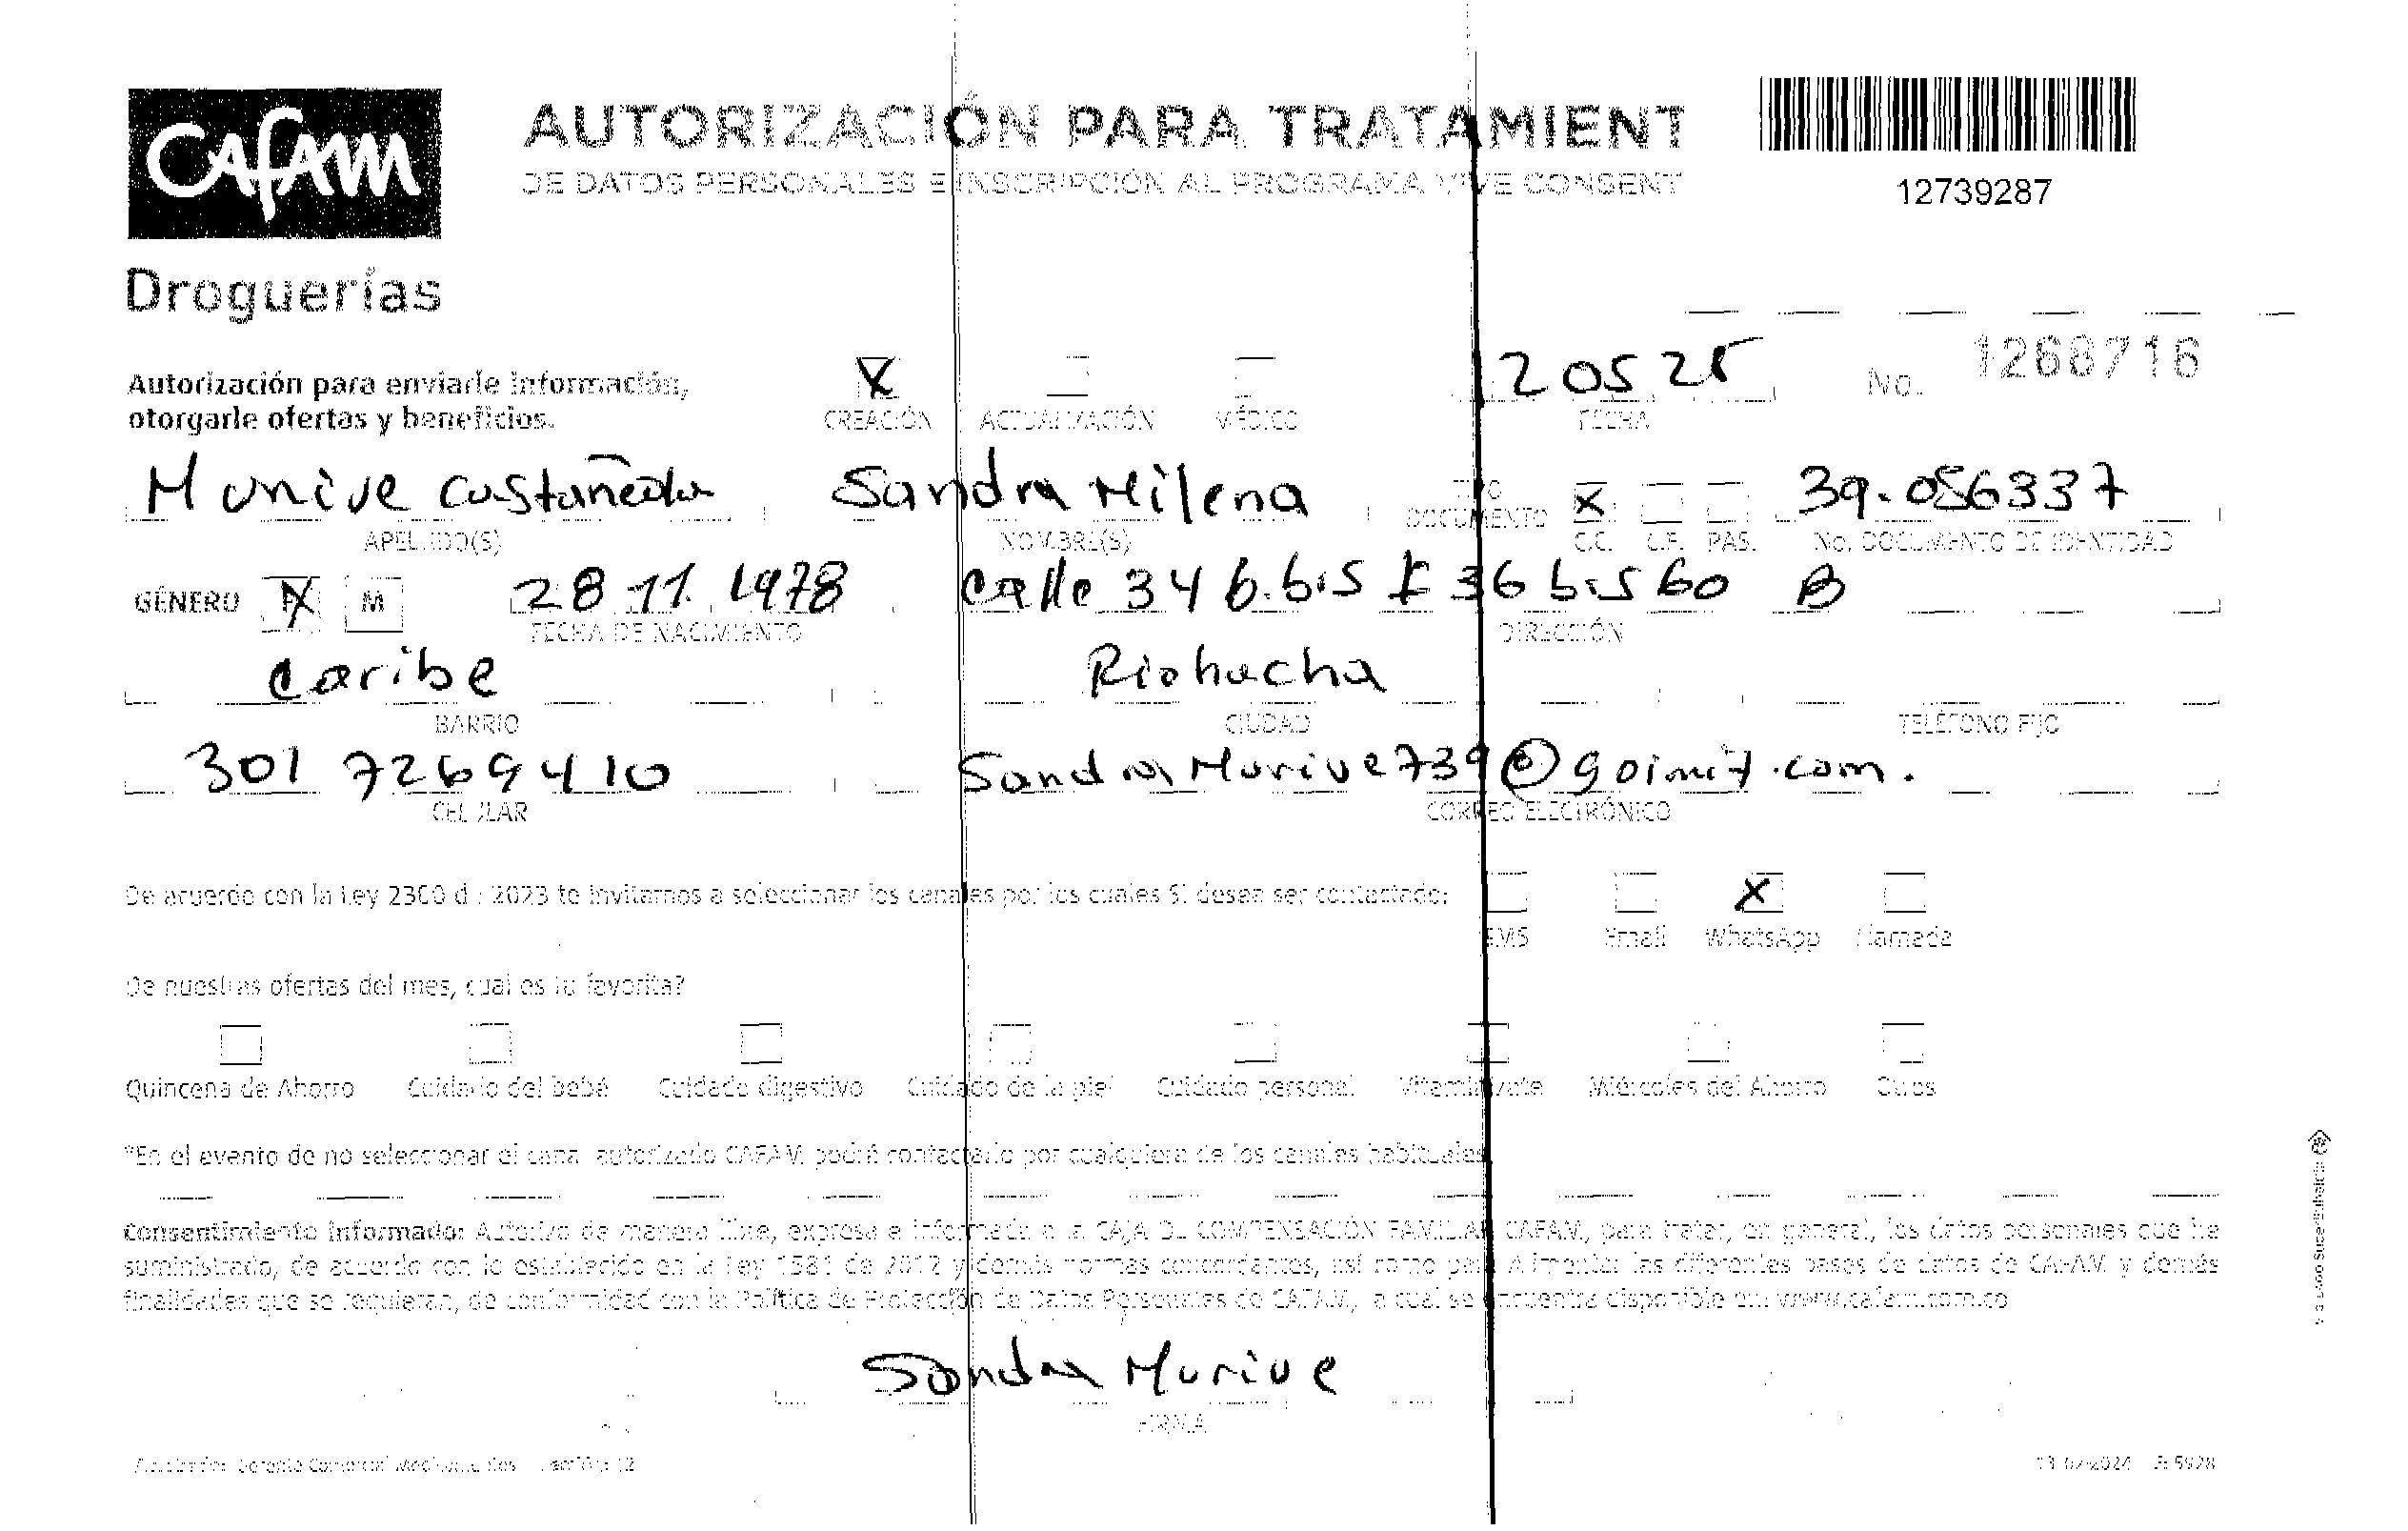 Cafam
AUTORIZACIÓN PARA TRATAMIENT
DE DATOS PERSONALES E INSCRIPCIÓN AL PROGRAMA VIVE CONSENT
12739287
Droguerías
Autorización para enviarle información,
otorgarle ofertas y beneficios.
X CREACIÓN ACTUALIZACIÓN MÉDICO
120525 FECHA
No. 1268716
Munive Castañeda Sandra Milena X 39.056337
APELLIDO(S) NOMBRE(S) TIPO DOCUMENTO C.C. C.E. PAS. No. DOCUMENTO DE IDENTIDAD
GÉNERO F X M 28 11 1978 Calle 34 b.bis # 36 bis 60 B
FECHA DE NACIMIENTO DIRECCIÓN
Caribe Riohacha
BARRIO CIUDAD TELÉFONO FIJO
301 7269410 SandraMunive739@goimit.com.
CELULAR CORREO ELECTRÓNICO
De acuerdo con la Ley 2300 de 2023 te invitamos a seleccionar los canales por los cuales SI desea ser contactado: X
SMS Email WhatsApp Llamada
De nuestras ofertas del mes, cual es tu favorita?
Quincena de Ahorro Cuidado del bebé Cuidado digestivo Cuidado de la piel Cuidado personal Vitamínizate Miércoles del Ahorro Otros
*En el evento de no seleccionar el canal autorizado CAFAM podrá contactarlo por cualquiera de los canales habituales
Consentimiento informado: Autorizo de manera libre, expresa e informada a la CAJA DE COMPENSACIÓN FAMILIAR CAFAM, para tratar, en general, los datos personales que he
suministrado, de acuerdo con lo establecido en la Ley 1581 de 2012 y demás normas concordantes, así como para Alimentar las diferentes bases de datos de CAFAM y demás
finalidades que se requieran, de conformidad con la Política de Protección de Datos Personales de CAFAM, la cual se encuentra disponible en: www.cafam.com.co
Sandra Munive
FIRMA